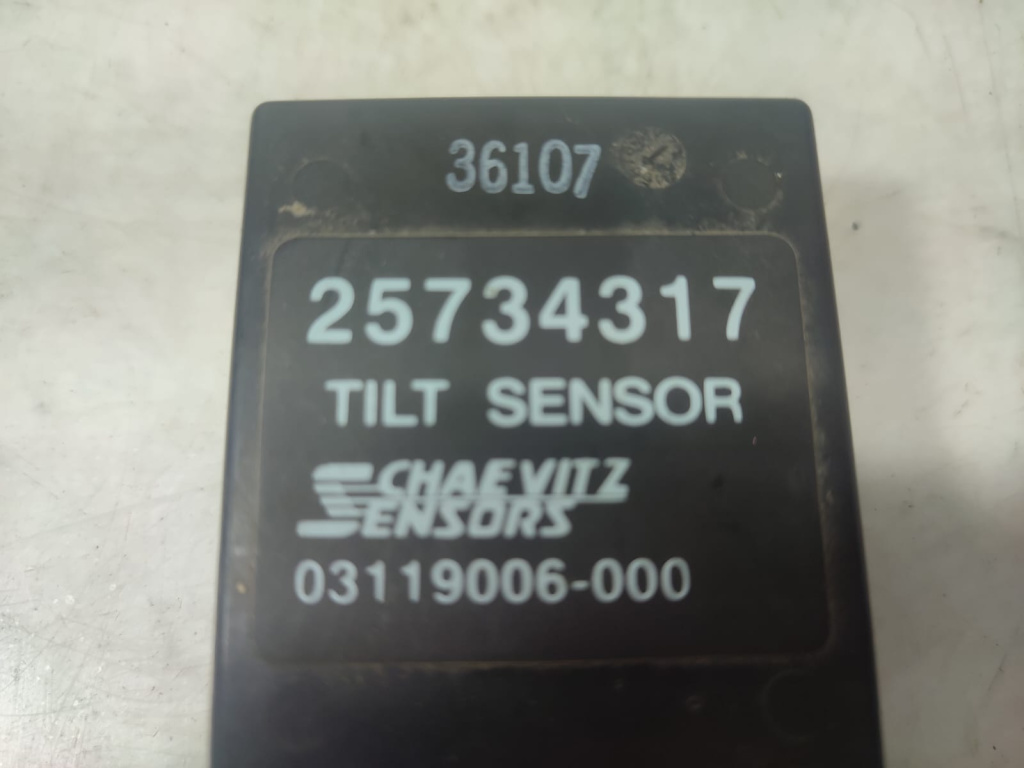 36107
25734317
TILT SENSOR
SCHAEVITZ
SENSORS
03119006-000